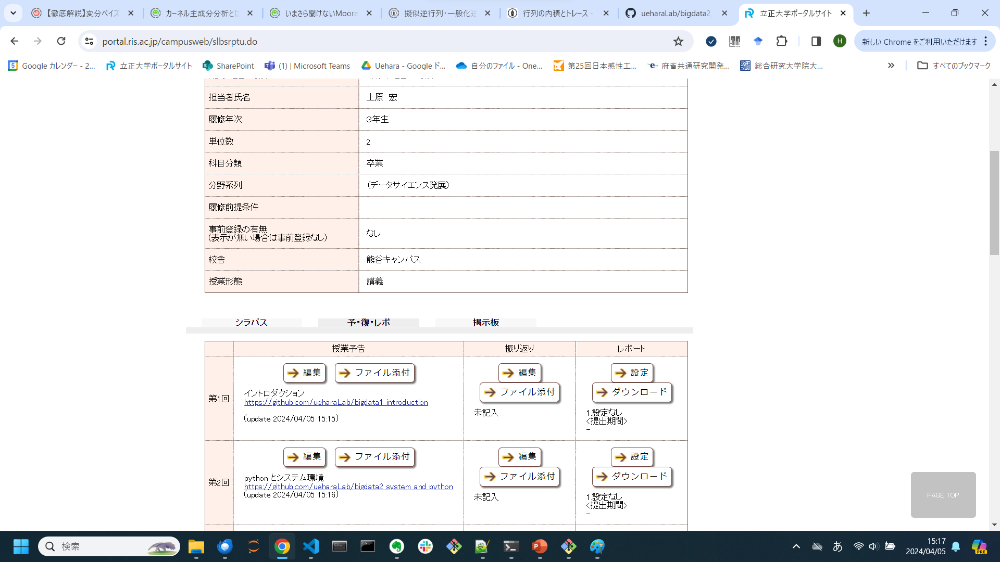 【徹底解説】変分ベイズ
カーネル主成分分析とは
いまさら聞けないMoore
擬似逆行列・一般化逆
行列の内積とトレース -
ueharaLab/bigdata2_
立正大学ポータルサイト
portal.ris.ac.jp/campusweb/slbsrptu.do
H
新しい Chrome をご利用いただけます
Google カレンダー - 2...
立正大学ポータルサイト
SharePoint
(1) | Microsoft Teams
Uehara - Google ド...
自分のファイル - One...
第25回日本感性工...
府省共通研究開発...
総合研究大学院大...
すべてのブックマーク
担当者氏名 上原 宏
履修年次 3年生
単位数 2
科目分類 卒業
分野系列 （データサイエンス発展）
履修前提条件
事前登録の有無
(表示が無い場合は事前登録なし) なし
校舎 熊谷キャンパス
授業形態 講義
シラバス 予・復・レポ 掲示板
授業予告 振り返り レポート
第1回
編集 ファイル添付
イントロダクション
https://github.com/ueharaLab/bigdata1_introduction
(update 2024/04/05 15:15)
編集
ファイル添付
未記入
設定
ダウンロード
1.設定なし
<提出期間>
–
第2回
編集 ファイル添付
python とシステム環境
https://github.com/ueharaLab/bigdata2_system_and_python
(update 2024/04/05 15:16)
編集
ファイル添付
未記入
設定
ダウンロード
1.設定なし
<提出期間>
–
PAGE TOP
検索
あ
15:17
2024/04/05
PRE